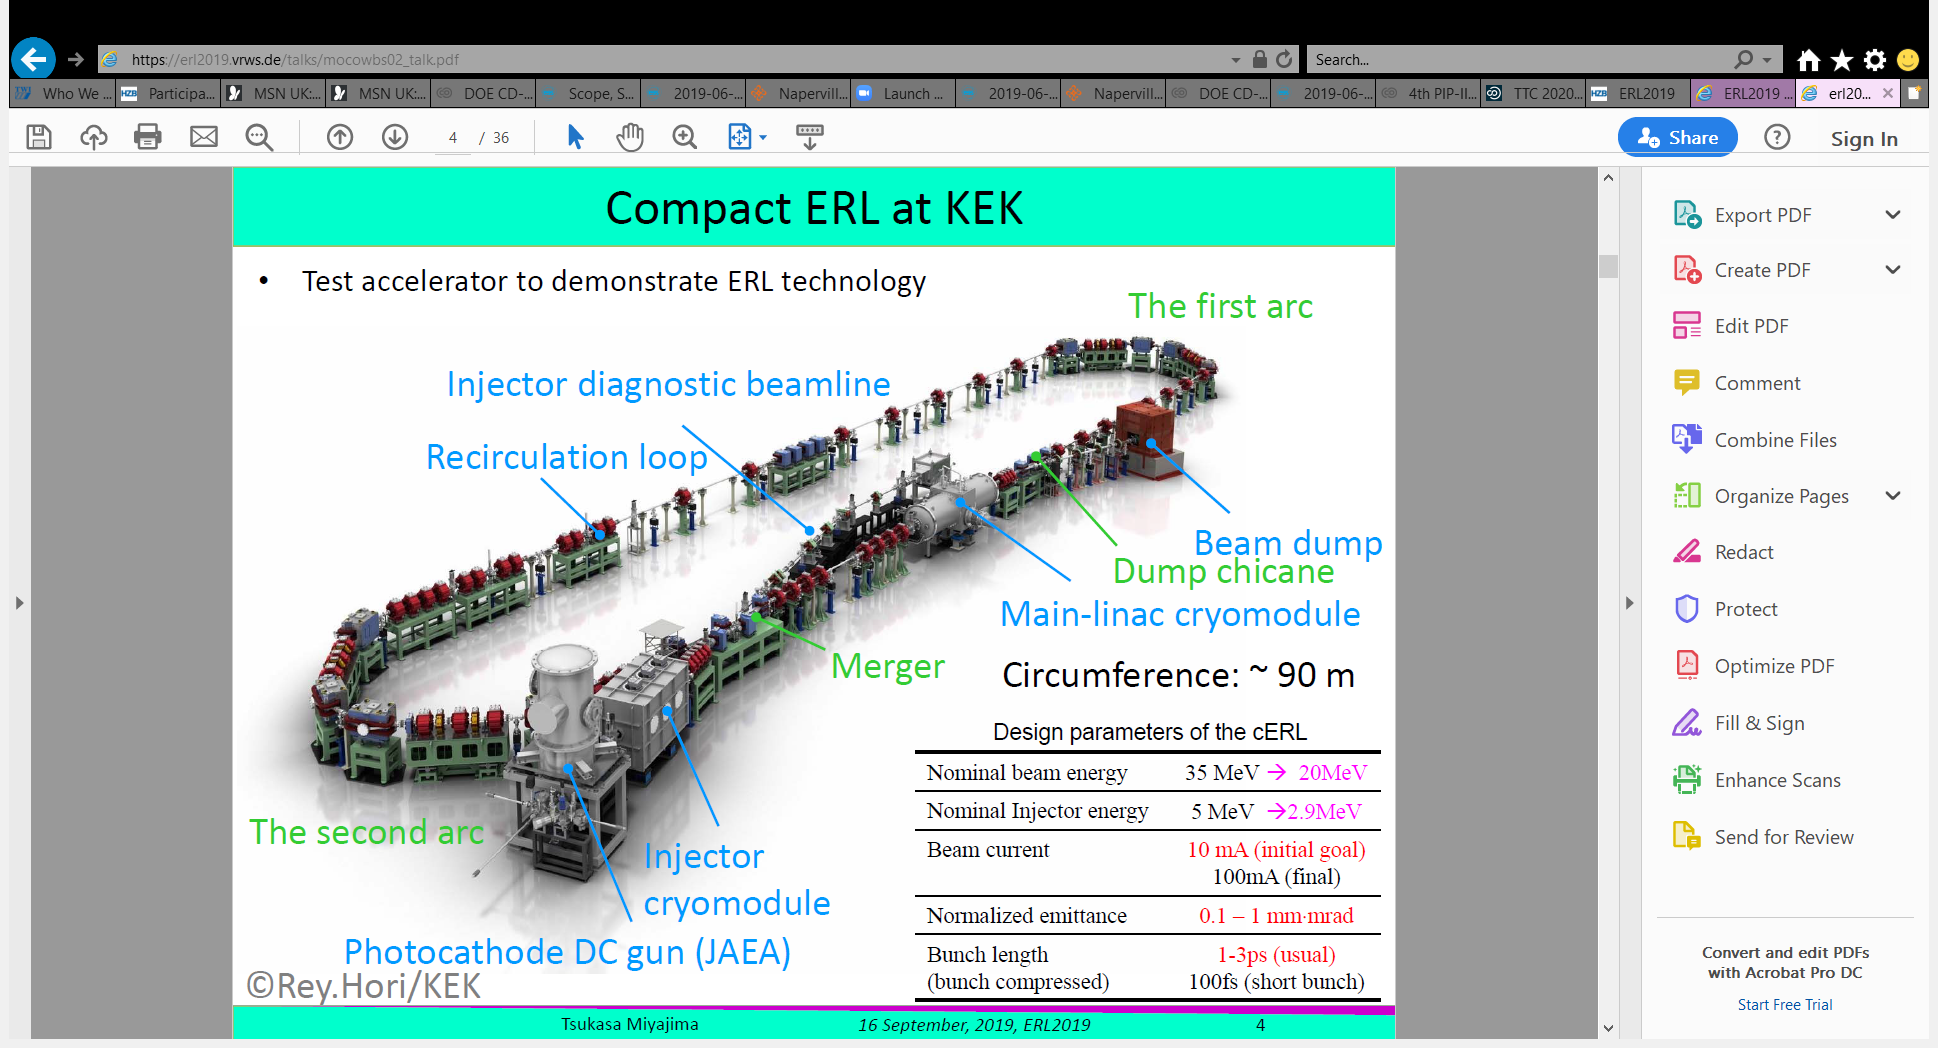 https://erl2019.vrws.de/talks/mocowbs02_talk.pdf
Search...
Who We ...
HZB Participa...
MSN UK:...
MSN UK:...
DOE CD-...
Scope, S...
2019-06-...
Napervill...
Launch ...
2019-06-...
Napervill...
DOE CD-...
2019-06-...
4th PIP-II...
TTC 2020...
HZB ERL2019
ERL2019 ...
erl20...
4 / 36
Share
Sign In
Compact ERL at KEK
• Test accelerator to demonstrate ERL technology
The first arc
Injector diagnostic beamline
Recirculation loop
Beam dump
Dump chicane
Main-linac cryomodule
Merger
Circumference: ~ 90 m
Design parameters of the cERL
Nominal beam energy 35 MeV → 20MeV
Nominal Injector energy 5 MeV →2.9MeV
Beam current 10 mA (initial goal)
100mA (final)
Normalized emittance 0.1 – 1 mm·mrad
Bunch length 1-3ps (usual)
(bunch compressed) 100fs (short bunch)
The second arc
Injector
cryomodule
Photocathode DC gun (JAEA)
©Rey.Hori/KEK
Tsukasa Miyajima 16 September, 2019, ERL2019 4
Export PDF
Create PDF
Edit PDF
Comment
Combine Files
Organize Pages
Redact
Protect
Optimize PDF
Fill & Sign
Enhance Scans
Send for Review
Convert and edit PDFs
with Acrobat Pro DC
Start Free Trial